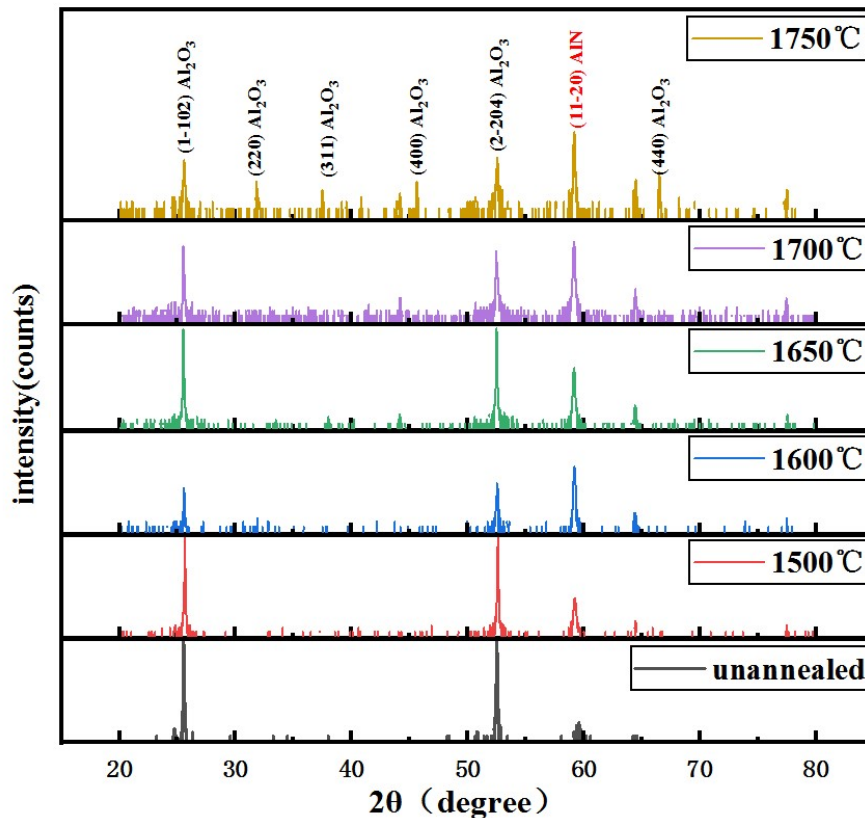 1750℃
(1-102) Al₂O₃
(220) Al₂O₃
(311) Al₂O₃
(400) Al₂O₃
(2-204) Al₂O₃
(11-20) AlN
(440) Al₂O₃
1700℃
1650℃
1600℃
1500℃
unannealed
intensity(counts)
20 30 40 50 60 70 80
2θ（degree）